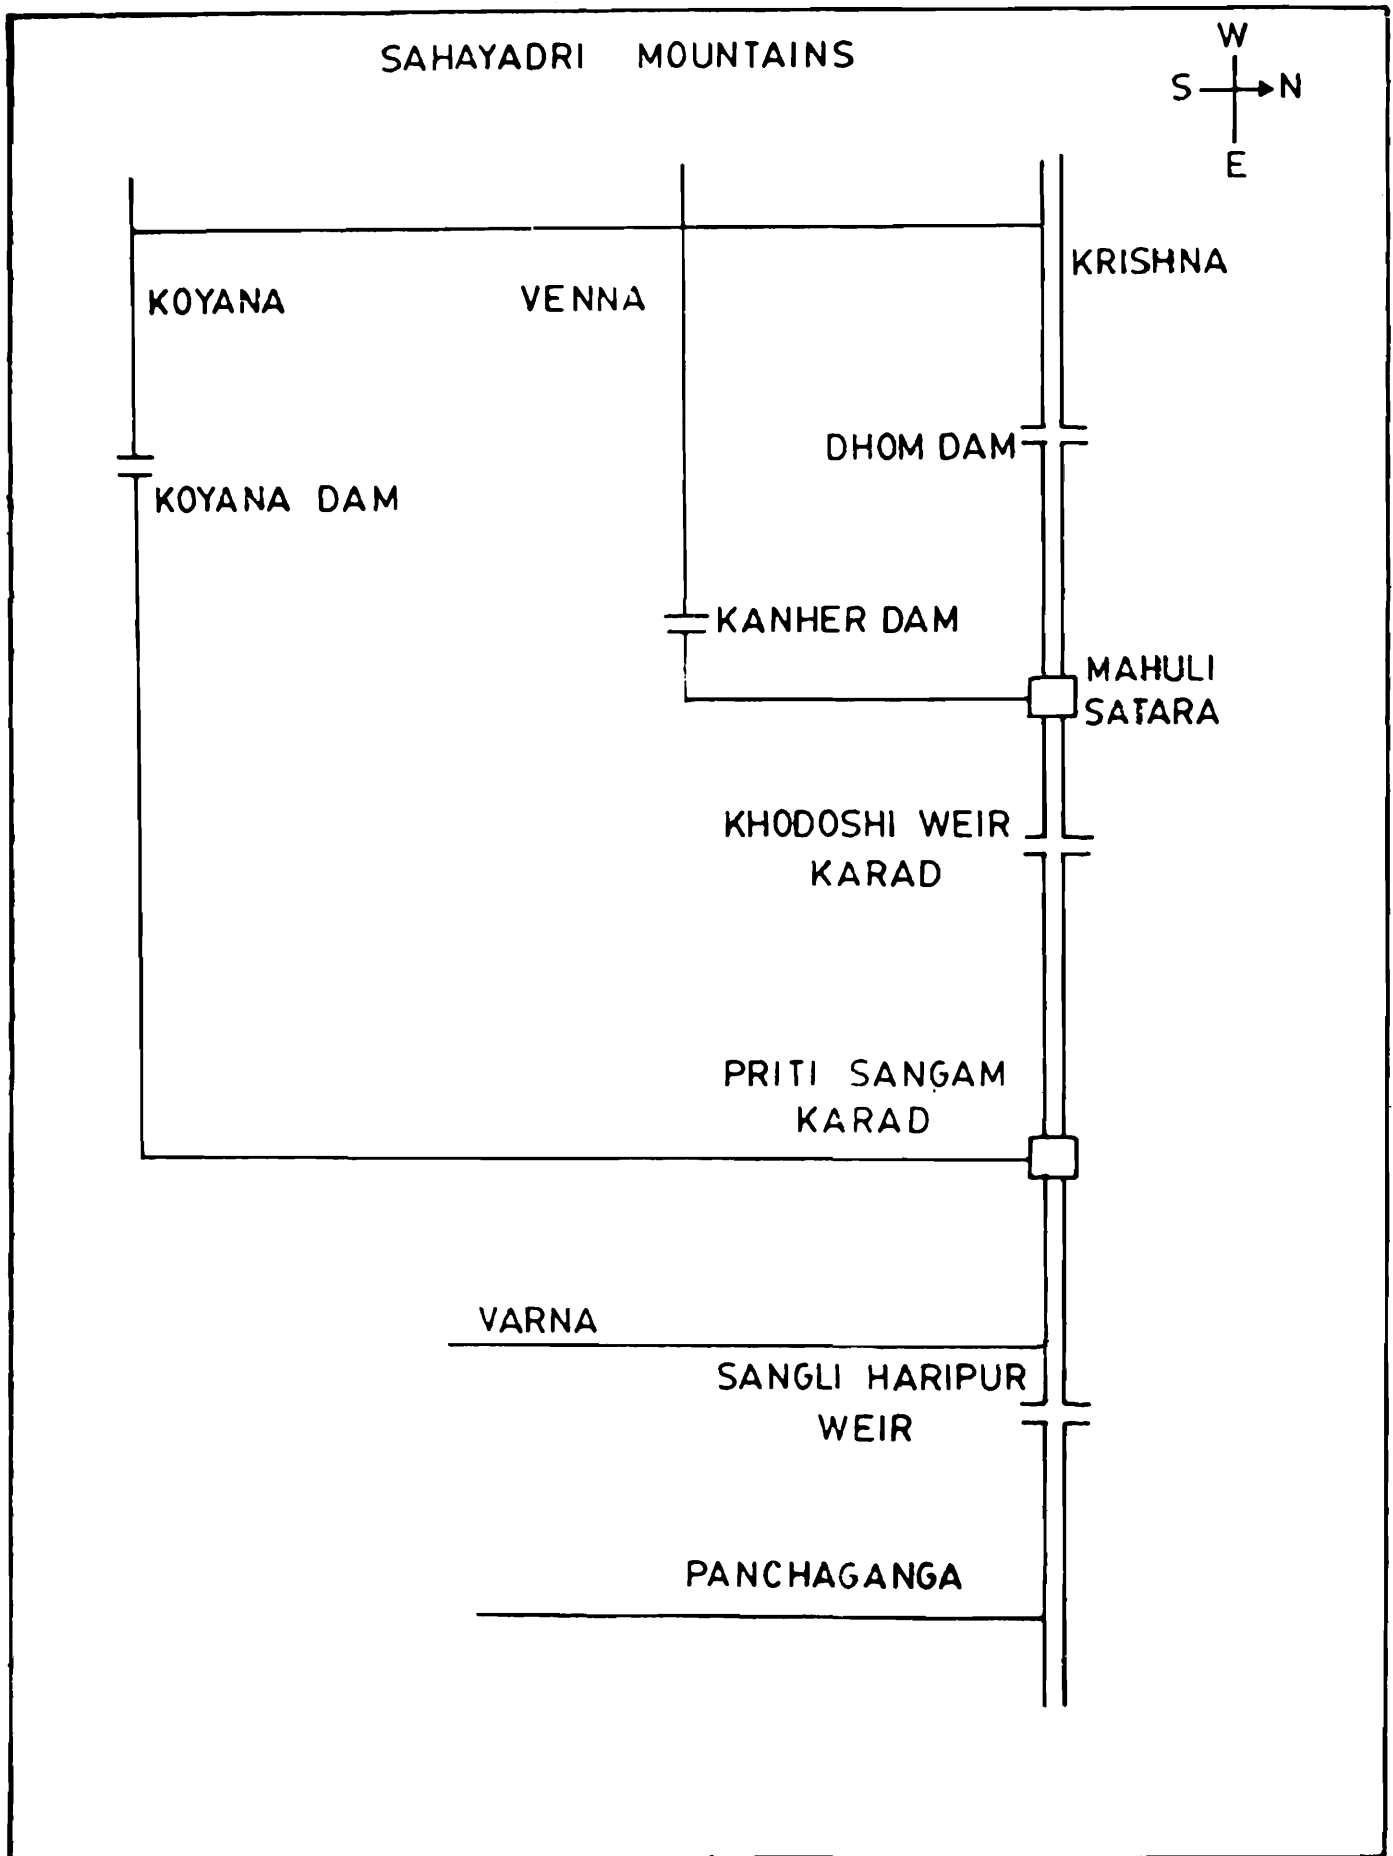 SAHAYADRI MOUNTAINS
W
S N
E
KRISHNA
KOYANA
VENNA
DHOM DAM
KOYANA DAM
KANHER DAM
MAHULI
SATARA
KHODOSHI WEIR
KARAD
PRITI SANGAM
KARAD
VARNA
SANGLI HARIPUR
WEIR
PANCHAGANGA